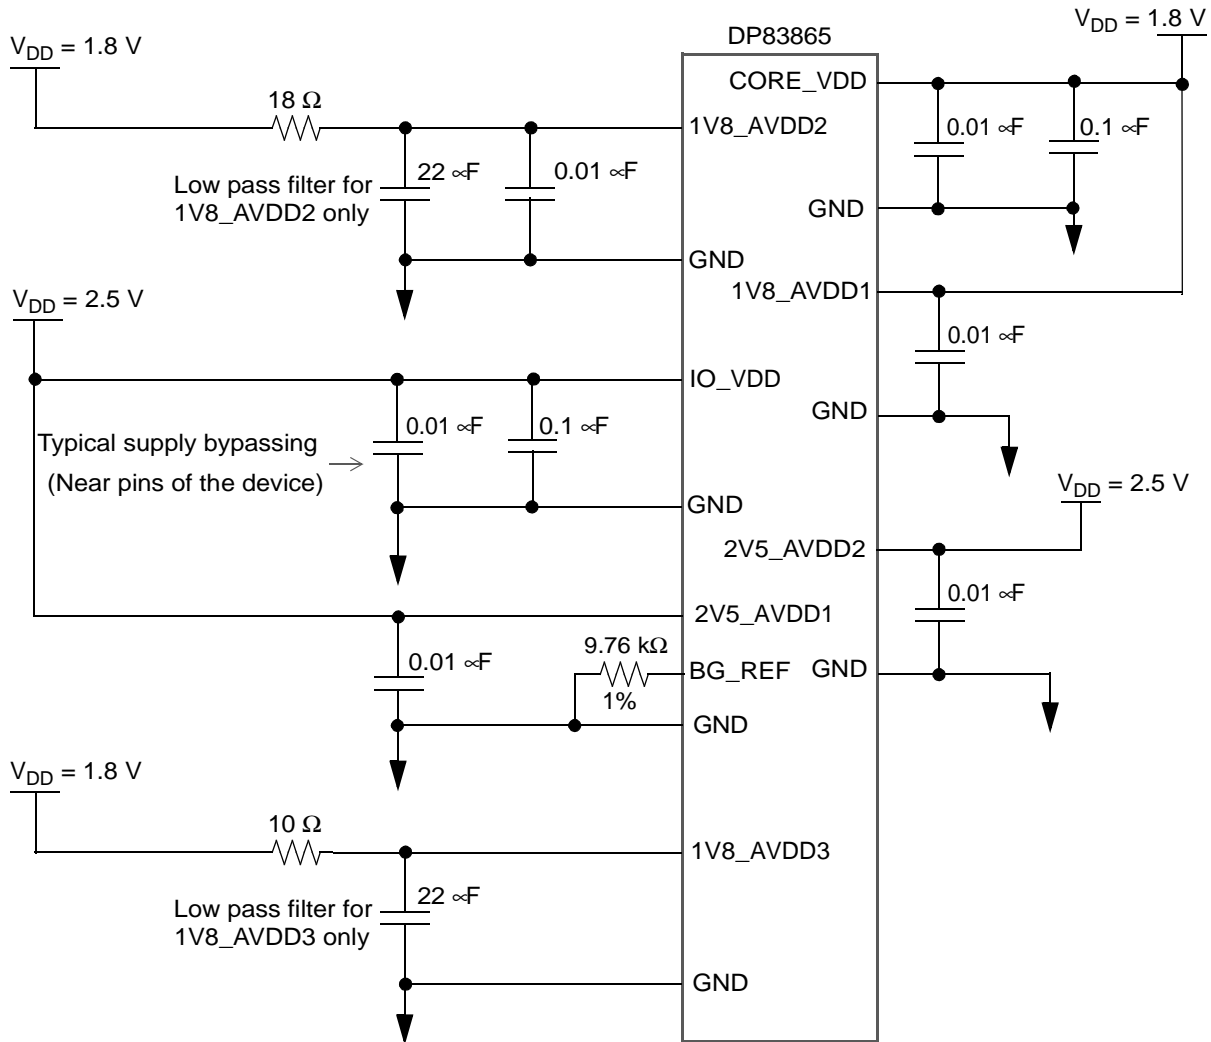 DP83865
V_DD = 1.8 V
18 Ω
22 ∝F
0.01 ∝F
Low pass filter for
1V8_AVDD2 only
1V8_AVDD2
GND
V_DD = 2.5 V
0.01 ∝F
0.1 ∝F
Typical supply bypassing
(Near pins of the device)
IO_VDD
GND
2V5_AVDD1
0.01 ∝F
9.76 kΩ
1%
BG_REF
GND
V_DD = 1.8 V
10 Ω
22 ∝F
Low pass filter for
1V8_AVDD3 only
1V8_AVDD3
GND
V_DD = 1.8 V
CORE_VDD
0.01 ∝F
0.1 ∝F
GND
1V8_AVDD1
0.01 ∝F
GND
V_DD = 2.5 V
2V5_AVDD2
0.01 ∝F
GND